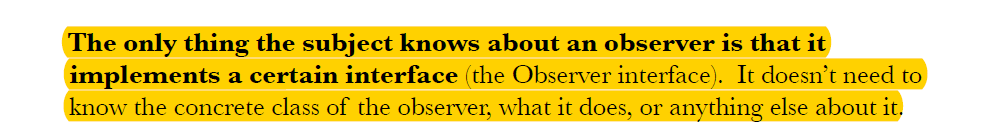 The only thing the subject knows about an observer is that it
implements a certain interface (the Observer interface).  It doesn’t need to
know the concrete class of the observer, what it does, or anything else about it.